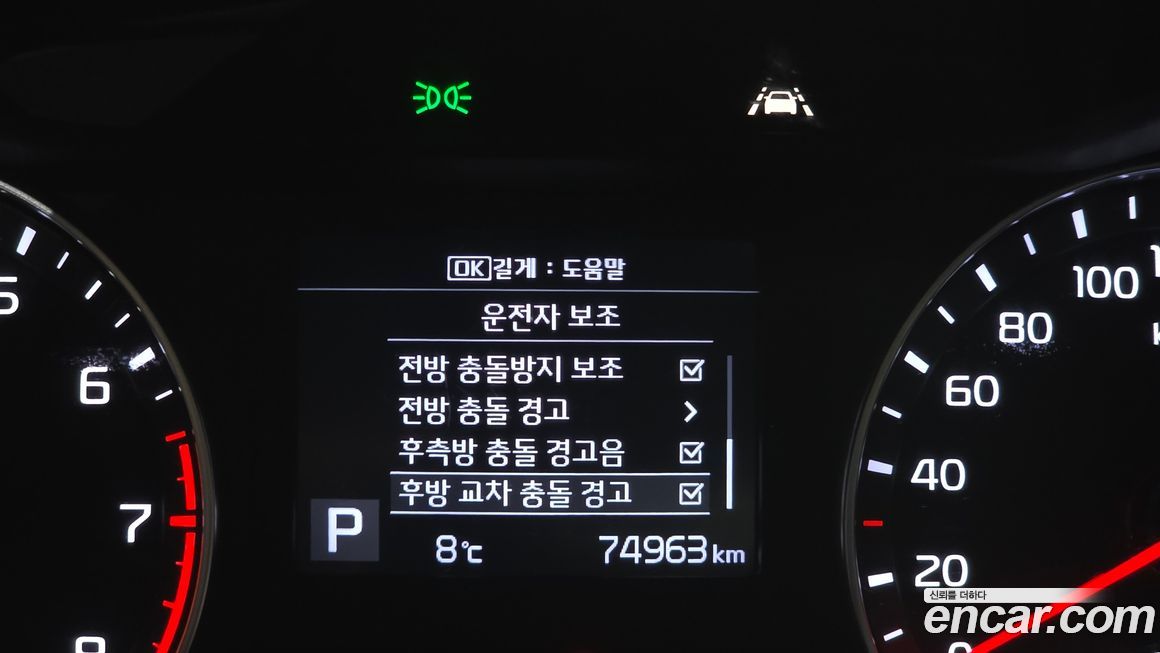 OK길게 : 도움말
운전자 보조
전방 충돌방지 보조
전방 충돌 경고
후측방 충돌 경고음
후방 교차 충돌 경고
P
8℃
74963km
5
6
7
8
100
80
60
40
20
0
신뢰를 더하다
encar.com